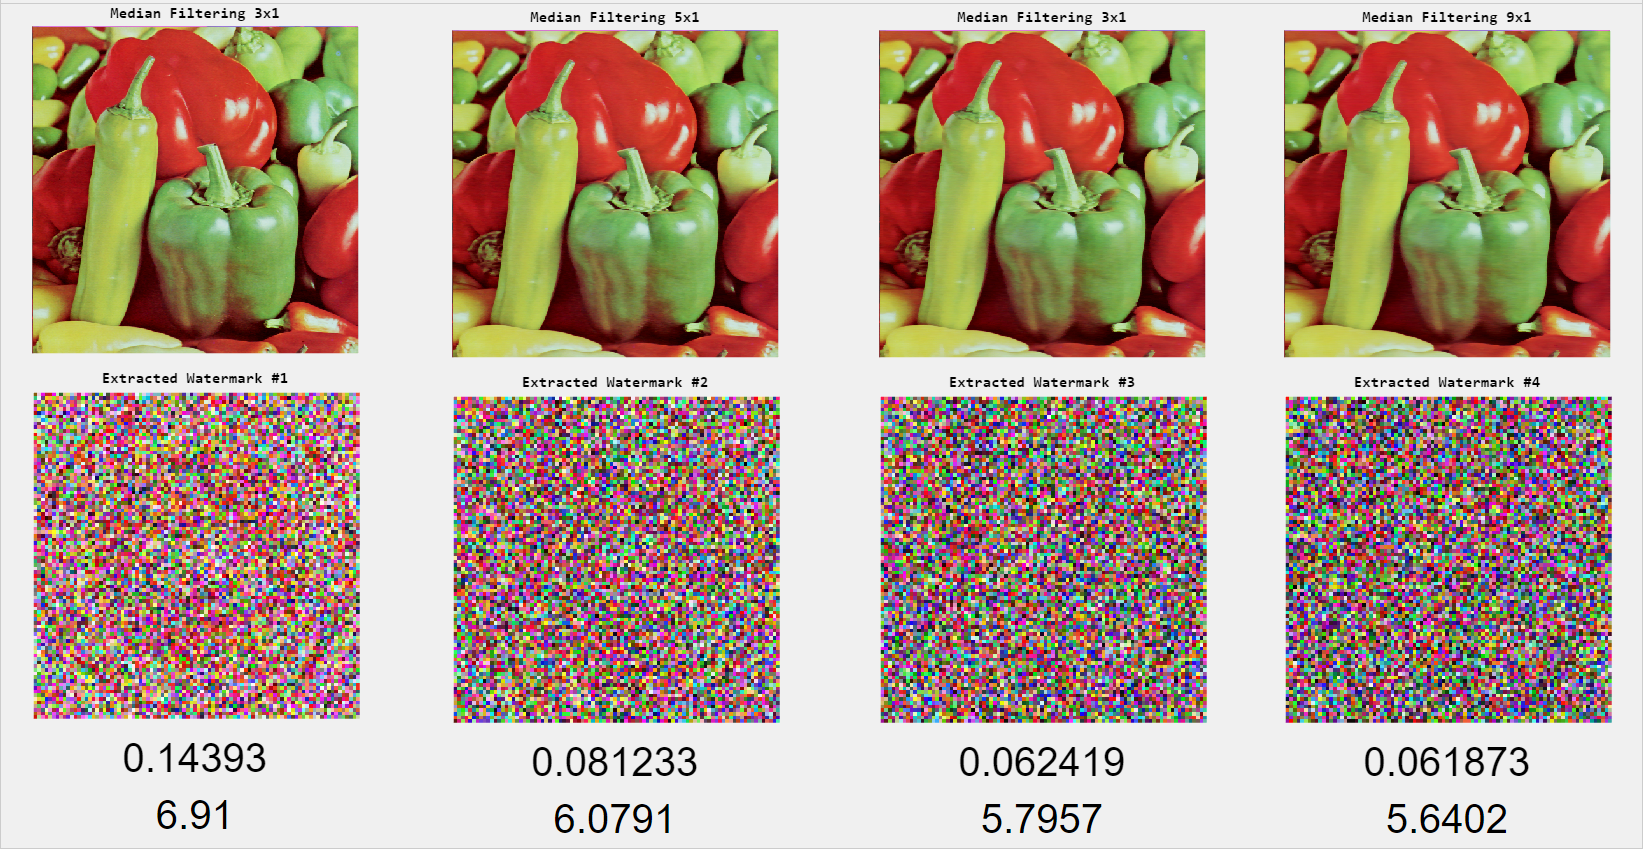 Median Filtering 3x1
Median Filtering 5x1
Median Filtering 3x1
Median Filtering 9x1
Extracted Watermark #1
Extracted Watermark #2
Extracted Watermark #3
Extracted Watermark #4
0.14393
0.081233
0.062419
0.061873
6.91
6.0791
5.7957
5.6402